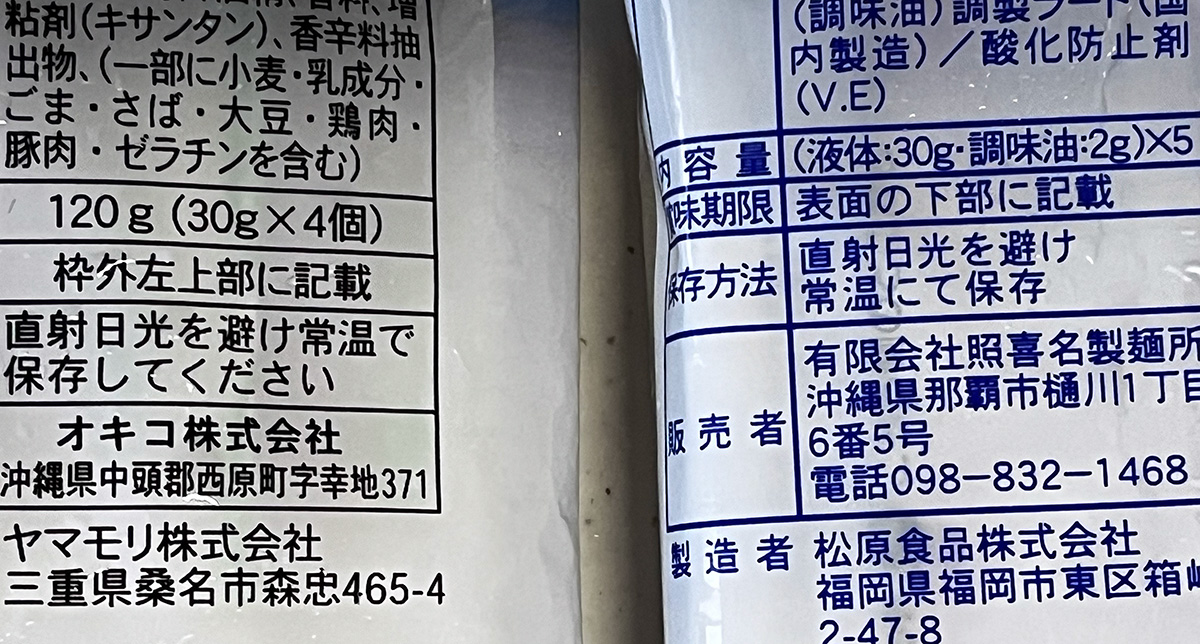 粘剤(キサンタン)、香辛料抽
出物、(一部に小麦・乳成分・
ごま・さば・大豆・鶏肉・
豚肉・ゼラチンを含む)
120g(30g×4個)
枠外左上部に記載
直射日光を避け常温で
保存してください
オキコ株式会社
沖縄県中頭郡西原町字幸地371
ヤマモリ株式会社
三重県桑名市森忠465-4
(調味油)調製ラード(国
内製造)/酸化防止剤
(V.E)
内容量 (液体:30g・調味油:2g)×5
味期限 表面の下部に記載
保存方法 直射日光を避け
常温にて保存
販売者 有限会社照喜名製麺所
沖縄県那覇市樋川1丁目
6番5号
電話098-832-1468
製造者 松原食品株式会社
福岡県福岡市東区箱崎
2-47-8